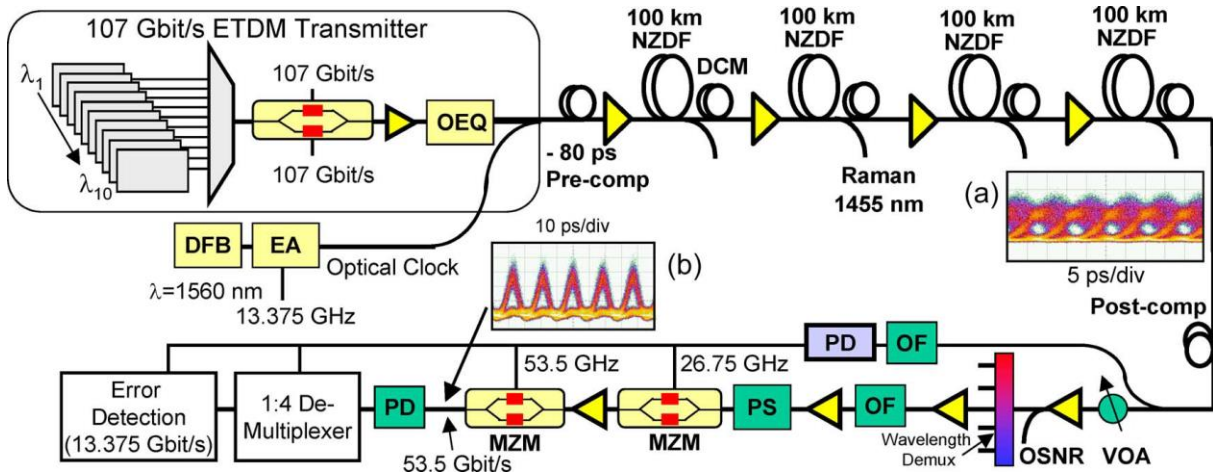 107 Gbit/s ETDM Transmitter
λ1
λ10
107 Gbit/s
107 Gbit/s
OEQ
- 80 ps
Pre-comp
100 km
NZDF
DCM
100 km
NZDF
100 km
NZDF
100 km
NZDF
Raman
1455 nm
(a)
5 ps/div
Post-comp
DFB
EA
Optical Clock
λ=1560 nm
13.375 GHz
10 ps/div
(b)
53.5 GHz
26.75 GHz
PD
OF
Error
Detection
(13.375 Gbit/s)
1:4 De-
Multiplexer
PD
53.5 Gbit/s
MZM
MZM
PS
OF
Wavelength
Demux
OSNR
VOA